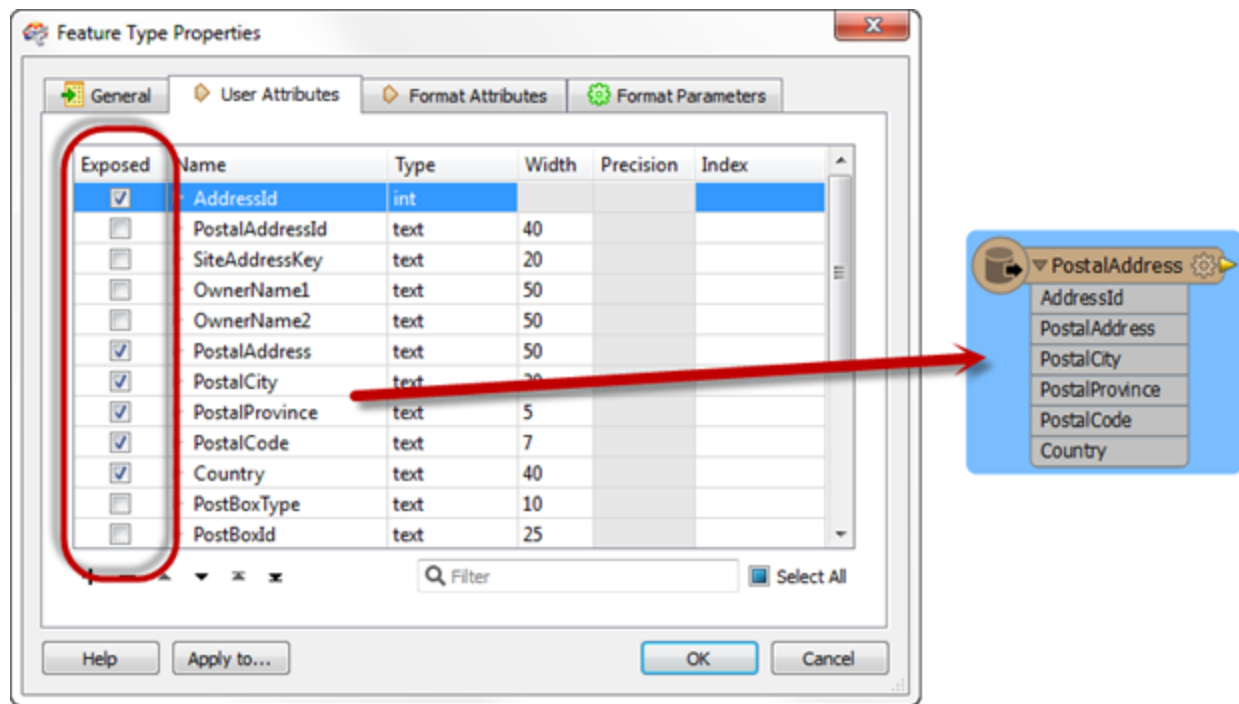 Feature Type Properties
General User Attributes Format Attributes Format Parameters
Exposed Name Type Width Precision Index
AddressId int
PostalAddressId text 40
SiteAddressKey text 20
OwnerName1 text 50
OwnerName2 text 50
PostalAddress text 50
PostalCity text
PostalProvince text 5
PostalCode text 7
Country text 40
PostBoxType text 10
PostBoxId text 25
Filter Select All
Help Apply to... OK Cancel
PostalAddress
AddressId
PostalAddress
PostalCity
PostalProvince
PostalCode
Country